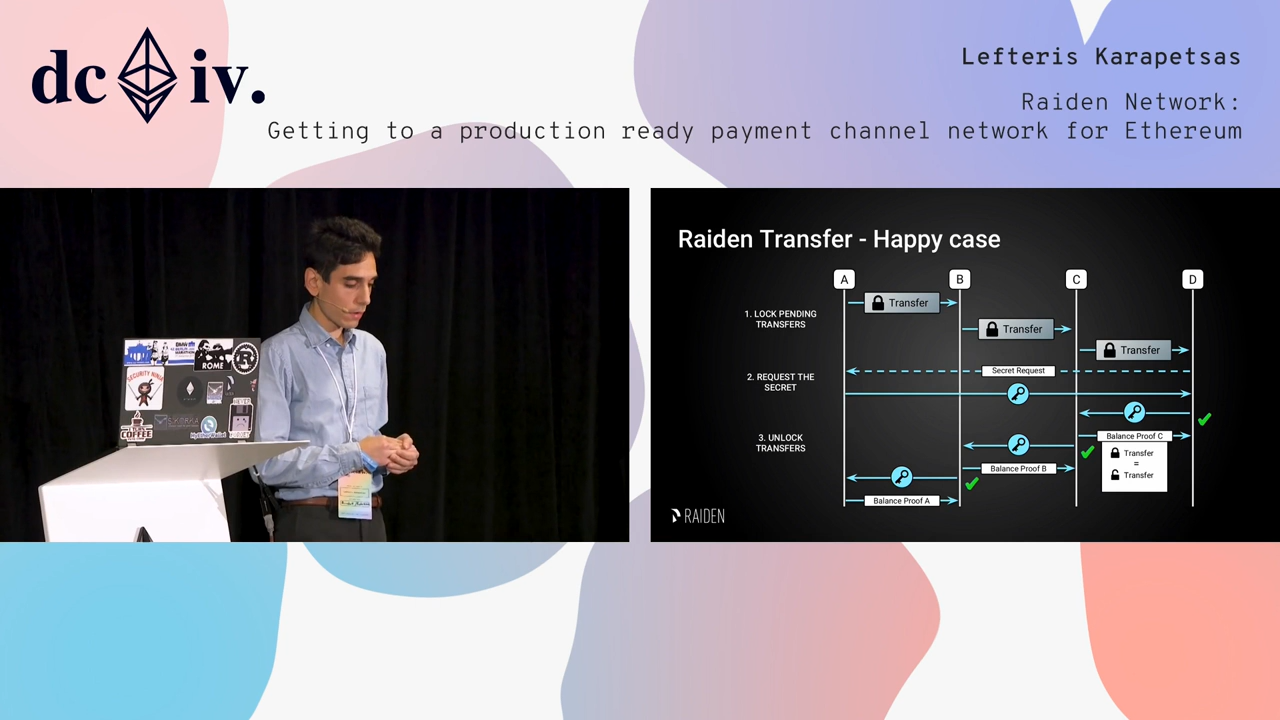 dc iv.
Lefteris Karapetsas
Raiden Network:
Getting to a production ready payment channel network for Ethereum
ROME
SECURITY NINJA
COFFEE
Raiden Transfer - Happy case
A B C D
1. LOCK PENDING
TRANSFERS
Transfer
Transfer
Transfer
2. REQUEST THE
SECRET
Secret Request
3. UNLOCK
TRANSFERS
Balance Proof C
Transfer
=
Transfer
Balance Proof B
Balance Proof A
RAIDEN